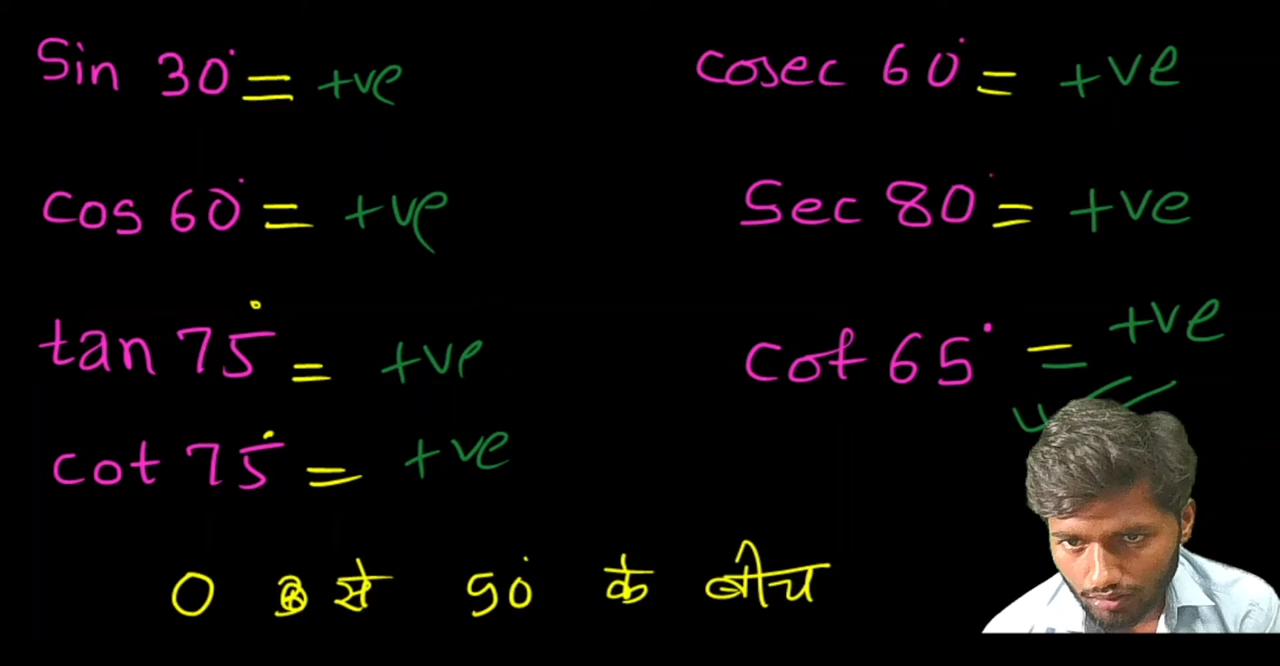 Sin 30° = +ve
cosec 60° = +ve
cos 60° = +ve
Sec 80° = +ve
tan 75° = +ve
cot 65° = +ve
cot 75° = +ve
0 से 90° के बीच